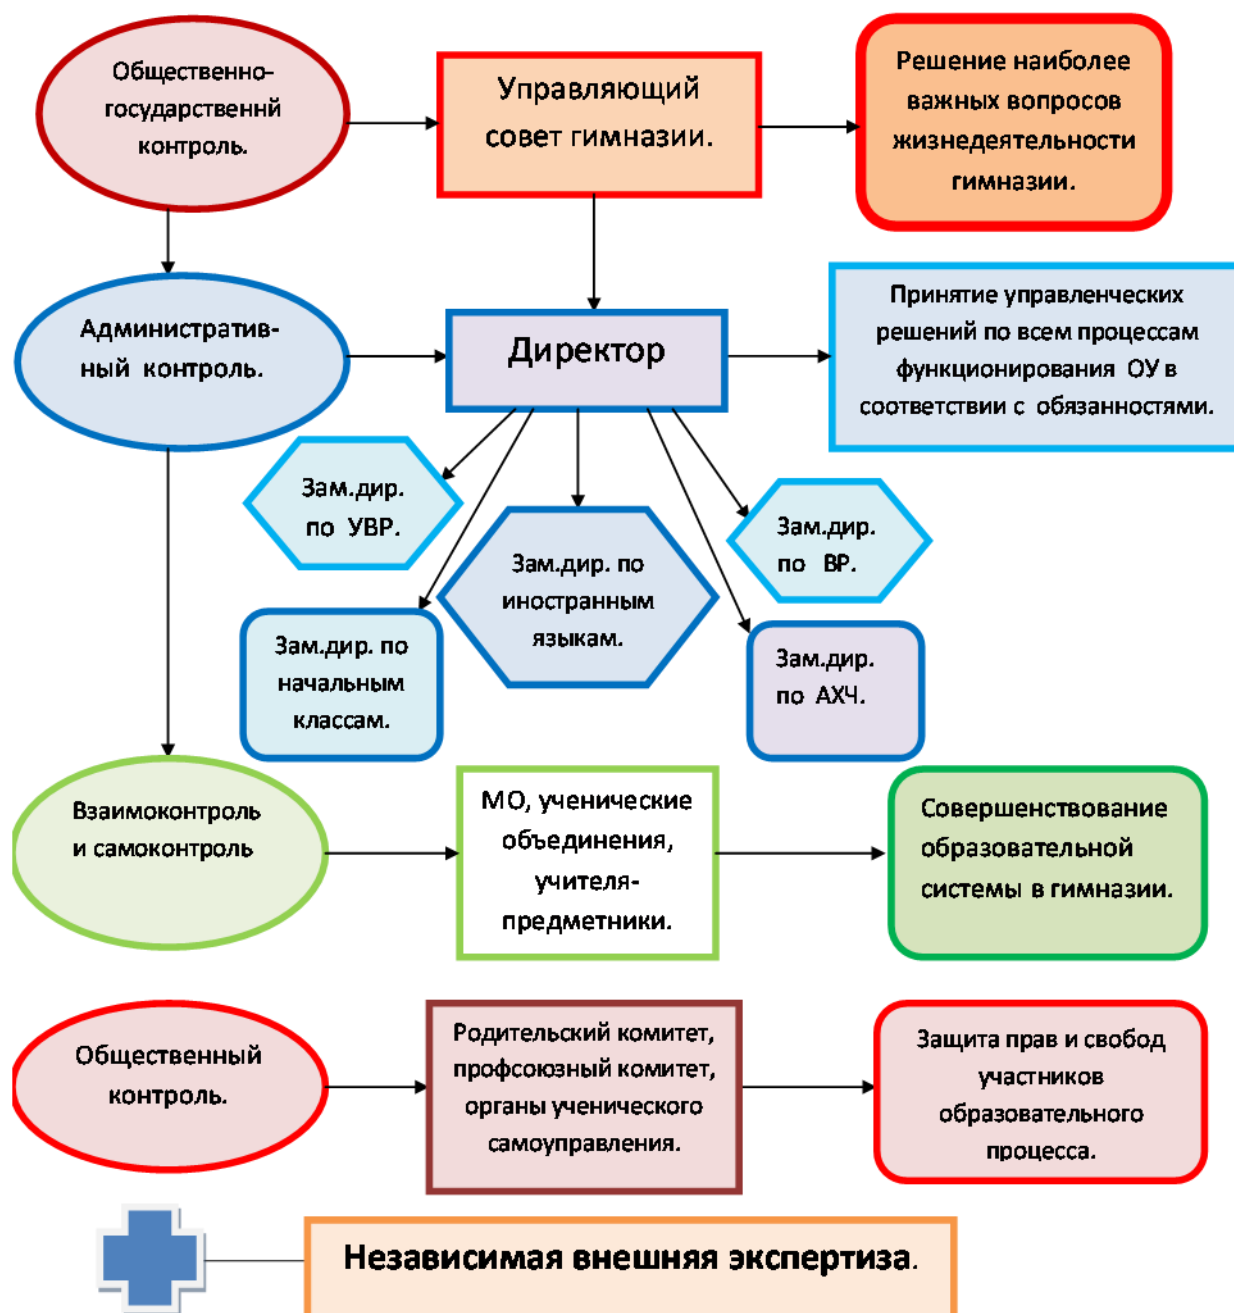 Общественно-
государственнй
контроль.
Управляющий
совет гимназии.
Решение наиболее
важных вопросов
жизнедеятельности
гимназии.
Административ-
ный контроль.
Директор
Принятие управленческих
решений по всем процессам
функционирования ОУ в
соответствии с обязанностями.
Зам.дир.
по УВР.
Зам.дир. по
иностранным
языкам.
Зам.дир.
по ВР.
Зам.дир. по
начальным
классам.
Зам.дир.
по АХЧ.
Взаимоконтроль
и самоконтроль
МО, ученические
объединения,
учителя-
предметники.
Совершенствование
образовательной
системы в гимназии.
Общественный
контроль.
Родительский комитет,
профсоюзный комитет,
органы ученического
самоуправления.
Защита прав и свобод
участников
образовательного
процесса.
Независимая внешняя экспертиза.